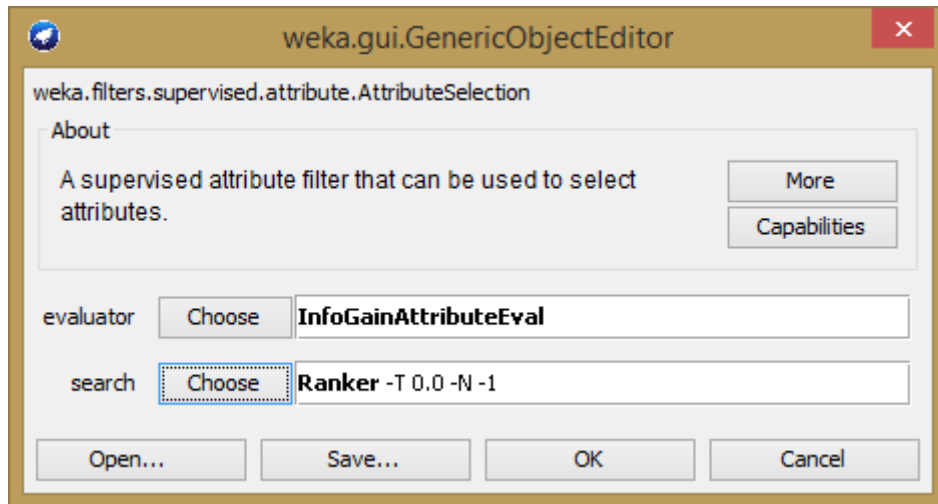 weka.gui.GenericObjectEditor
weka.filters.supervised.attribute.AttributeSelection
About
A supervised attribute filter that can be used to select
attributes.
More
Capabilities
evaluator Choose InfoGainAttributeEval
search Choose Ranker -T 0.0 -N -1
Open... Save... OK Cancel